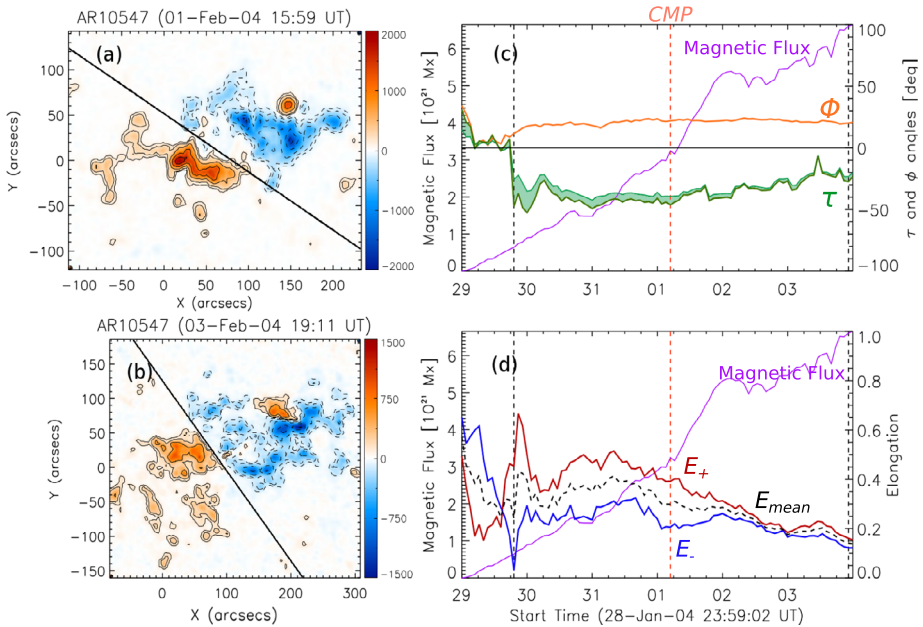 AR10547 (01-Feb-04 15:59 UT)
(a)
Y (arcsecs)
100
50
0
-50
-100
-100 -50 0 50 100 150 200
X (arcsecs)
2000
1000
0
-1000
-2000
AR10547 (03-Feb-04 19:11 UT)
(b)
Y (arcsecs)
150
100
50
0
-50
-100
-150
-100 0 100 200 300
X (arcsecs)
1500
750
0
-750
-1500
CMP
(c)
Magnetic Flux
Φ
τ
Magnetic Flux [10²¹ Mx]
6
5
4
3
2
1
0
29 30 31 01 02 03
100
50
0
-50
-100
τ and ϕ angles [deg]
(d)
Magnetic Flux
E₊
Emean
E₋
Magnetic Flux [10²¹ Mx]
6
5
4
3
2
1
0
29 30 31 01 02 03
Start Time (28-Jan-04 23:59:02 UT)
1.0
0.8
0.6
0.4
0.2
0.0
Elongation